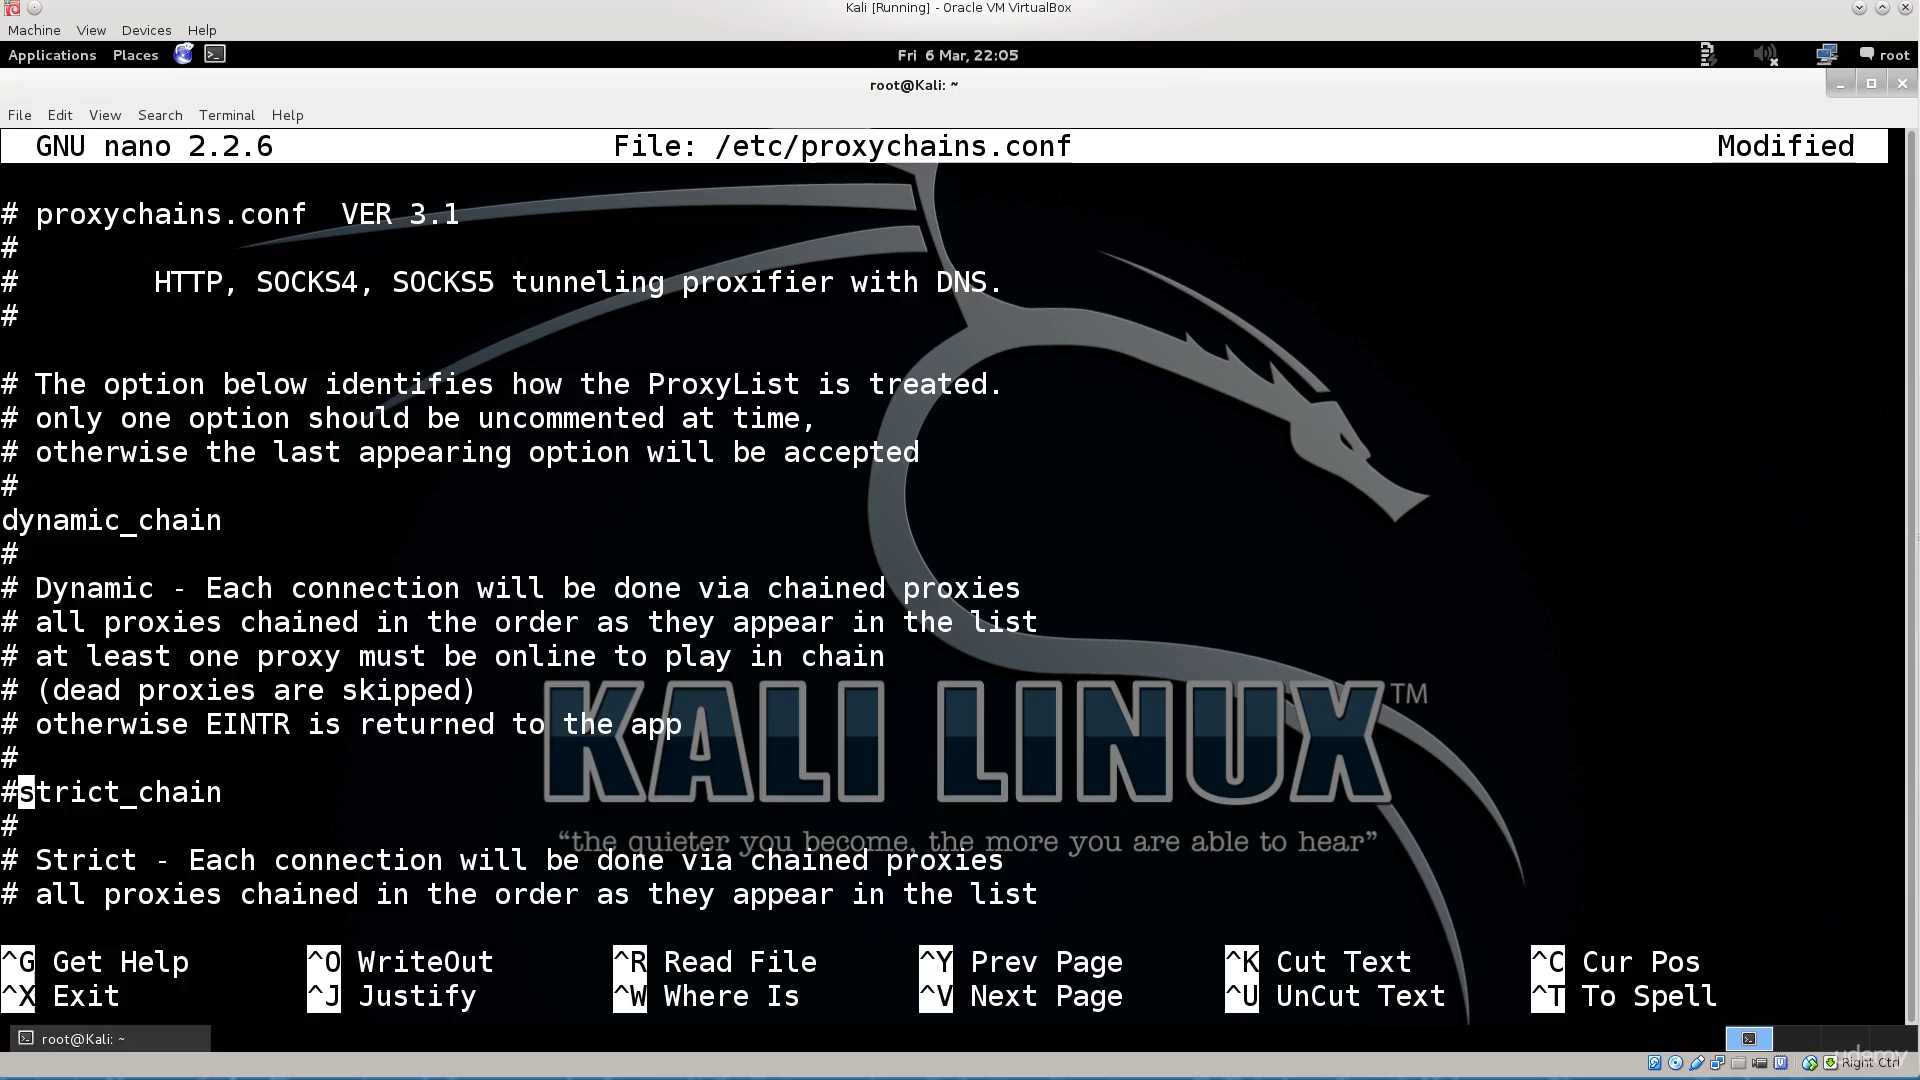 Kali [Running] - Oracle VM VirtualBox
Machine View Devices Help
Applications Places Fri 6 Mar, 22:05 root
root@Kali: ~
File Edit View Search Terminal Help
GNU nano 2.2.6 File: /etc/proxychains.conf Modified
# proxychains.conf  VER 3.1
#
#        HTTP, SOCKS4, SOCKS5 tunneling proxifier with DNS.
#
# The option below identifies how the ProxyList is treated.
# only one option should be uncommented at time,
# otherwise the last appearing option will be accepted
#
dynamic_chain
#
# Dynamic - Each connection will be done via chained proxies
# all proxies chained in the order as they appear in the list
# at least one proxy must be online to play in chain
# (dead proxies are skipped)
# otherwise EINTR is returned to the app
#
#strict_chain
#
# Strict - Each connection will be done via chained proxies
# all proxies chained in the order as they appear in the list
KALI LINUX ™
“the quieter you become, the more you are able to hear”
^G Get Help ^O WriteOut ^R Read File ^Y Prev Page ^K Cut Text ^C Cur Pos
^X Exit ^J Justify ^W Where Is ^V Next Page ^U UnCut Text ^T To Spell
root@Kali: ~
udemy
Right Ctrl